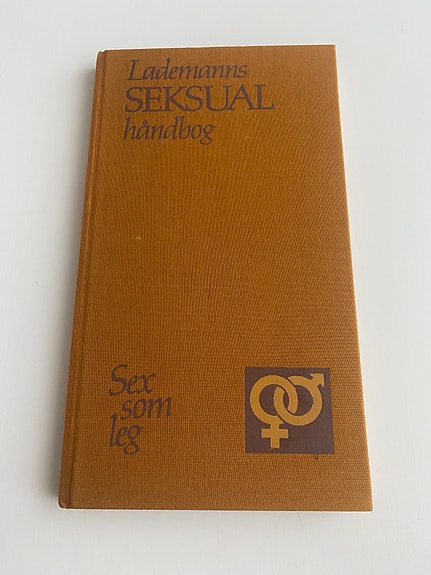 Lademanns
SEKSUAL
håndbog
Sex
som
leg